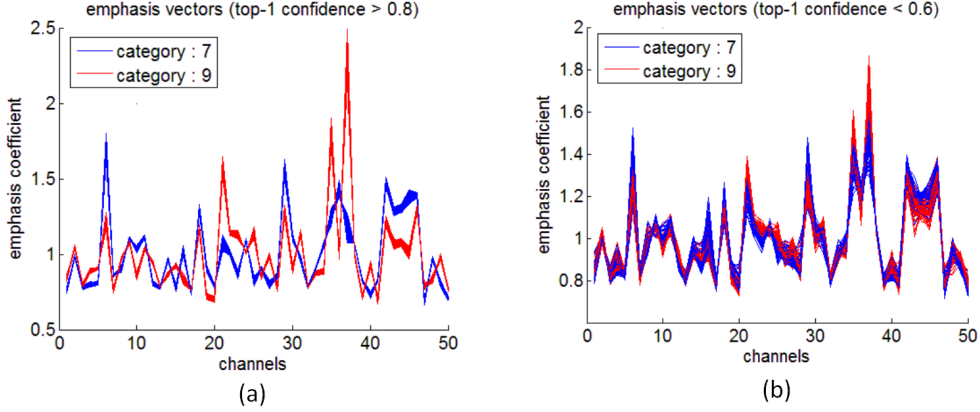 emphasis vectors (top-1 confidence > 0.8)
2.5
2
1.5
1
0.5
emphasis coefficient
category : 7
category : 9
0
10
20
30
40
50
channels
(a)
emphasis vectors (top-1 confidence < 0.6)
2
1.8
1.6
1.4
1.2
1
0.8
emphasis coefficient
category : 7
category : 9
0
10
20
30
40
50
channels
(b)